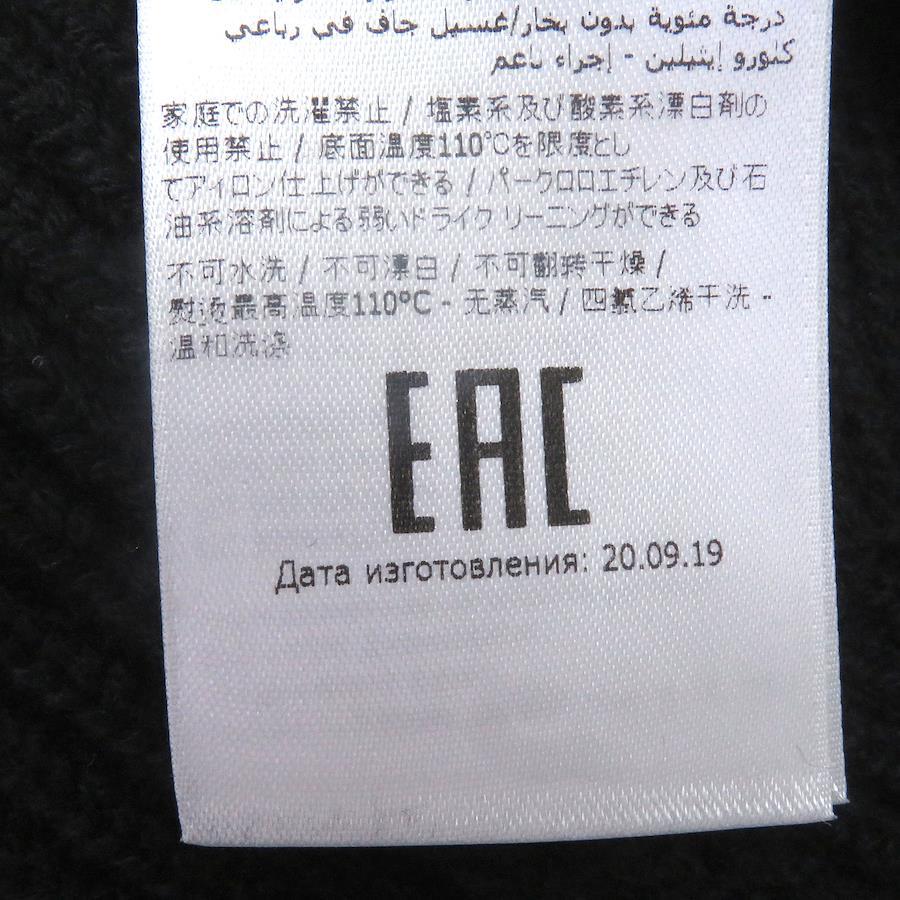 درجة مئوية بدون بخار/غسيل جاف في رباعي
كلورو إيثيلين - إجراء ناعم
家庭での洗濯禁止 / 塩素系及び酸素系漂白剤の
使用禁止 / 底面温度110℃を限度とし
てアイロン仕上げができる / パークロロエチレン及び石
油系溶剤による弱いドライクリーニングができる
不可水洗 / 不可漂白 / 不可翻转干燥 /
熨烫最高温度110°C - 无蒸汽 / 四氯乙烯干洗 -
温和洗涤
EAC
Дата изготовления: 20.09.19